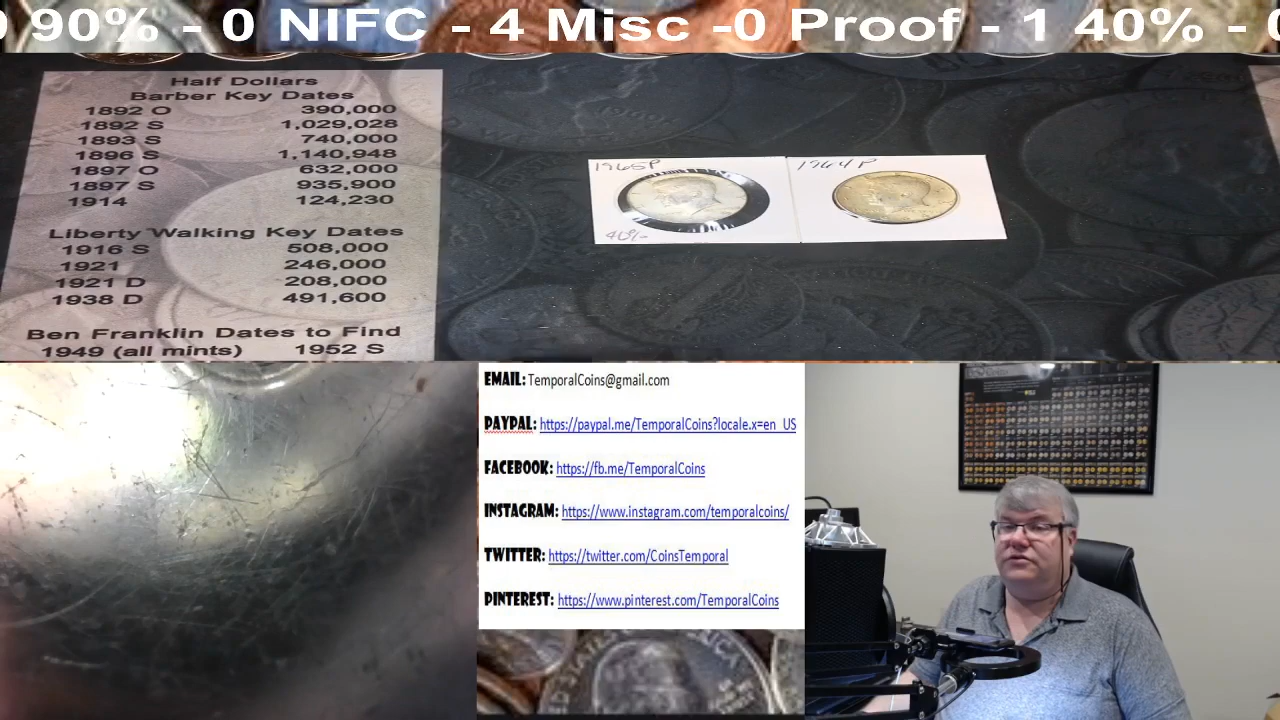 90% - 0 NIFC - 4 Misc -0 Proof - 1 40% - 0
Half Dollars
Barber Key Dates
1892 O 390,000
1892 S 1,029,028
1893 S 740,000
1896 S 1,140,948
1897 O 632,000
1897 S 935,900
1914 124,230
Liberty Walking Key Dates
1916 S 508,000
1921 246,000
1921 D 208,000
1938 D 491,600
Ben Franklin Dates to Find
1949 (all mints) 1952 S
1965P
1964P
40%
EMAIL: TemporalCoins@gmail.com
PAYPAL: https://paypal.me/TemporalCoins?locale.x=en_US
FACEBOOK: https://fb.me/TemporalCoins
INSTAGRAM: https://www.instagram.com/temporalcoins/
TWITTER: https://twitter.com/CoinsTemporal
PINTEREST: https://www.pinterest.com/TemporalCoins